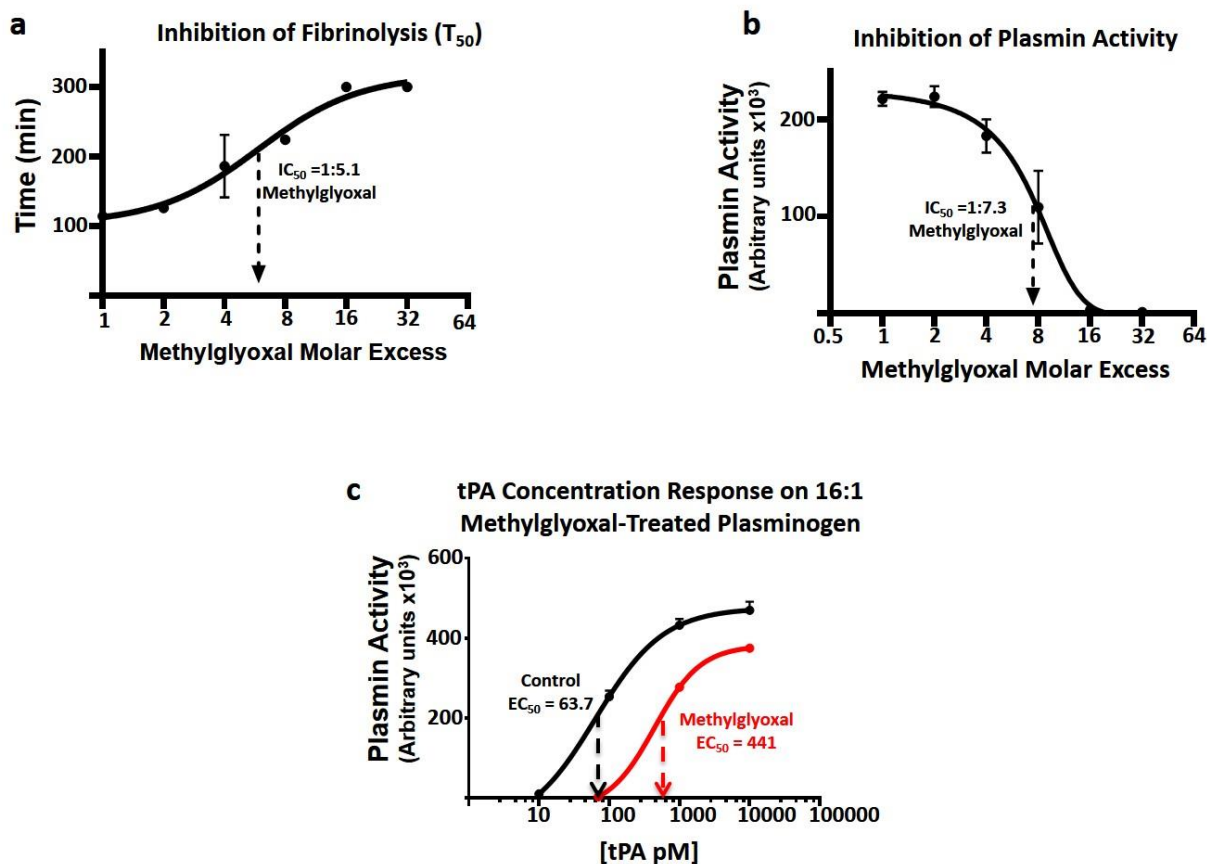 a
Inhibition of Fibrinolysis (T50)
Time (min)
300
200
100
IC50 =1:5.1
Methylglyoxal
1 2 4 8 16 32 64
Methylglyoxal Molar Excess
b
Inhibition of Plasmin Activity
Plasmin Activity
(Arbitrary units x10³)
200
100
IC50 =1:7.3
Methylglyoxal
0.5 1 2 4 8 16 32 64
Methylglyoxal Molar Excess
c
tPA Concentration Response on 16:1
Methylglyoxal-Treated Plasminogen
Plasmin Activity
(Arbitrary units x10³)
600
400
200
Control
EC50 = 63.7
Methylglyoxal
EC50 = 441
10 100 1000 10000 100000
[tPA pM]